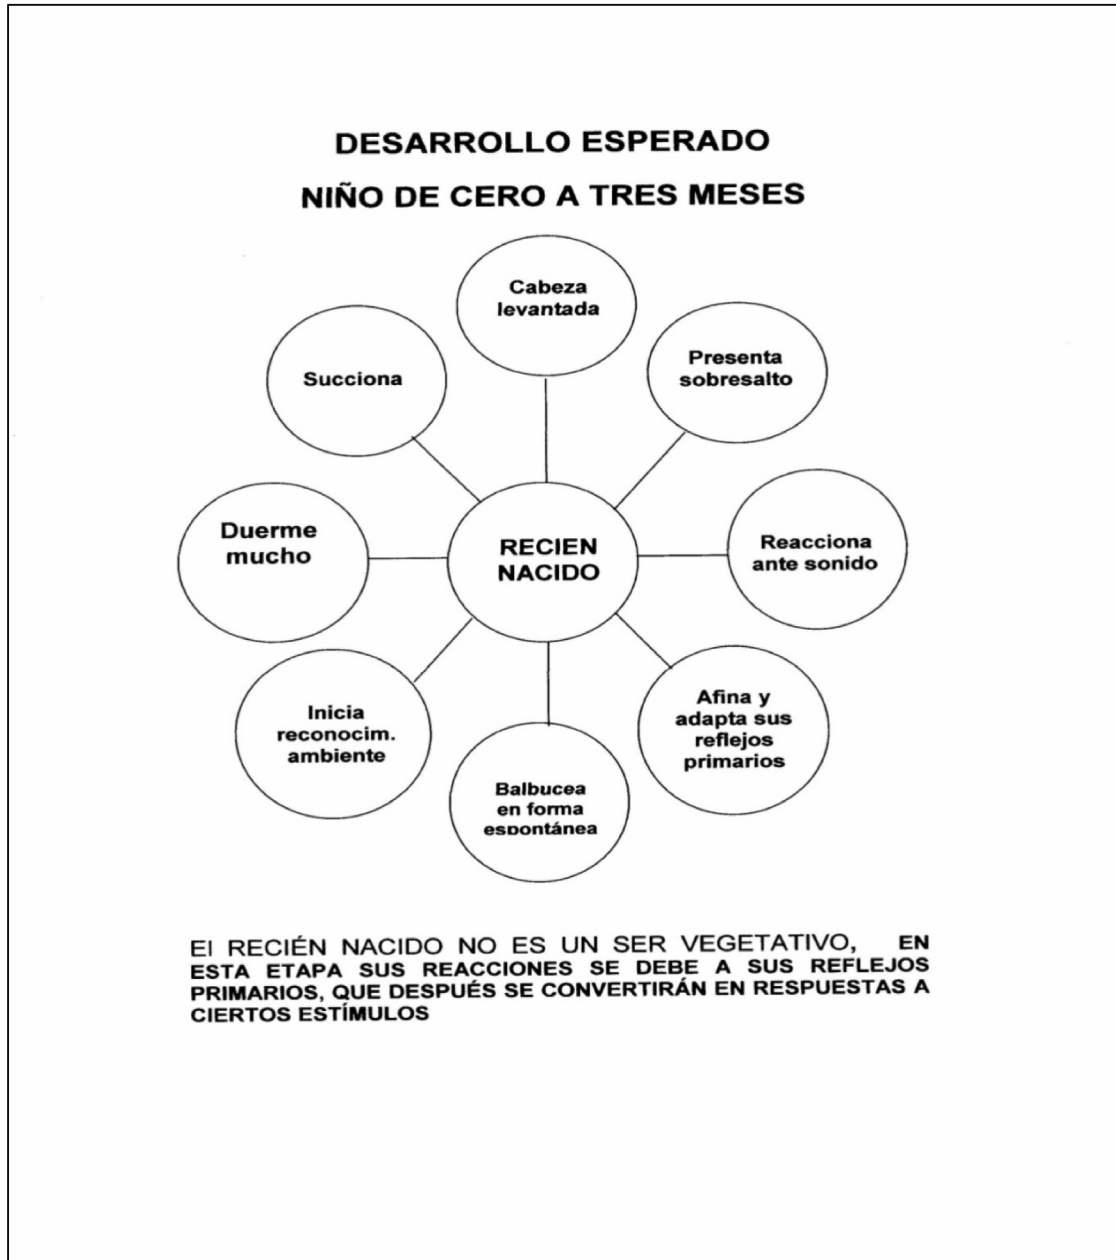 DESARROLLO ESPERADO
NIÑO DE CERO A TRES MESES
Cabeza
levantada
Presenta
sobresalto
Succiona
Reacciona
ante sonido
Duerme
mucho
RECIEN
NACIDO
Afina y
adapta sus
reflejos
primarios
Inicia
reconocim.
ambiente
Balbucea
en forma
espontánea
El RECIÉN NACIDO NO ES UN SER VEGETATIVO, EN
ESTA ETAPA SUS REACCIONES SE DEBE A SUS REFLEJOS
PRIMARIOS, QUE DESPUÉS SE CONVERTIRÁN EN RESPUESTAS A
CIERTOS ESTÍMULOS